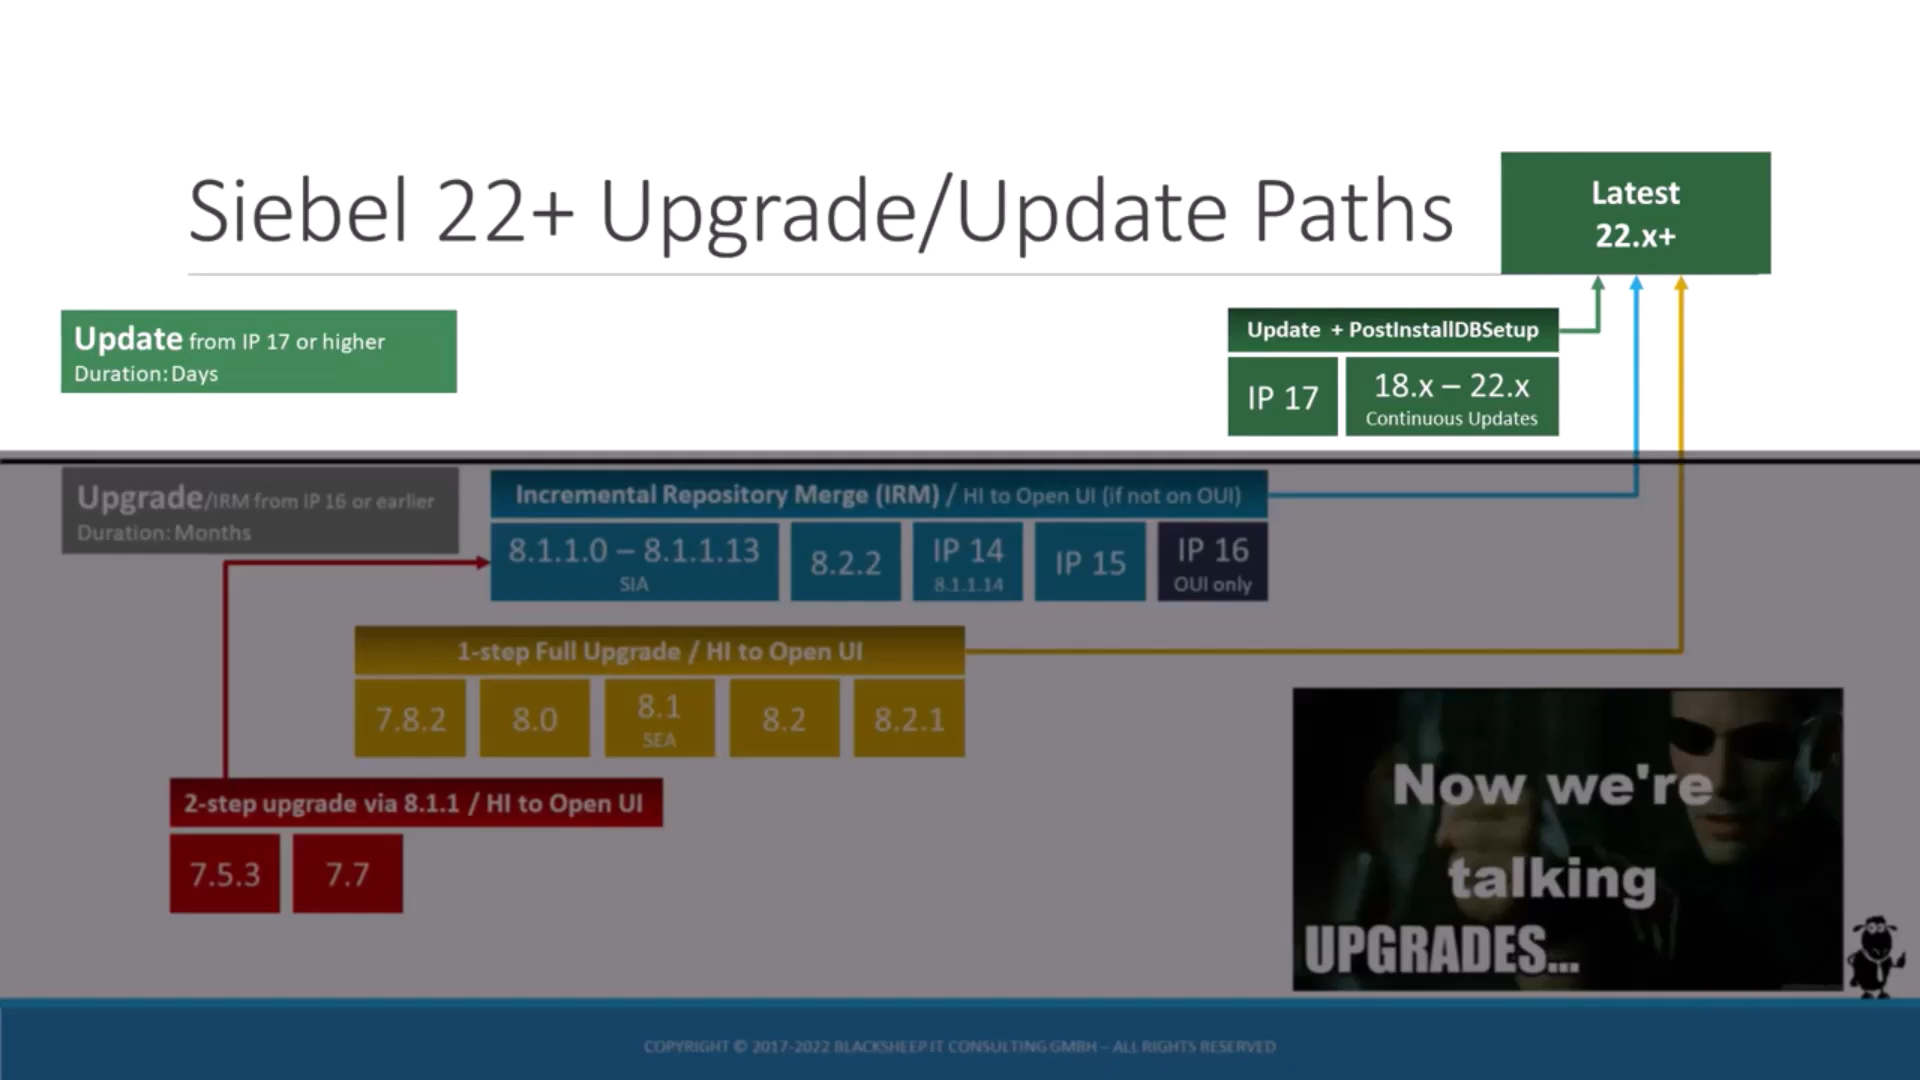 Siebel 22+ Upgrade/Update Paths
Latest
22.x+
Update from IP 17 or higher
Duration: Days
Update + PostInstallDBSetup
IP 17
18.x – 22.x
Continuous Updates
Upgrade/IRM from IP 16 or earlier
Duration: Months
Incremental Repository Merge (IRM) / HI to Open UI (if not on OUI)
8.1.1.0 – 8.1.1.13
SIA
8.2.2
IP 14
8.1.1.14
IP 15
IP 16
OUI only
1-step Full Upgrade / HI to Open UI
7.8.2
8.0
8.1
SEA
8.2
8.2.1
2-step upgrade via 8.1.1 / HI to Open UI
7.5.3
7.7
Now we're
talking
UPGRADES...
COPYRIGHT © 2017-2022 BLACKSHEEP IT CONSULTING GMBH – ALL RIGHTS RESERVED